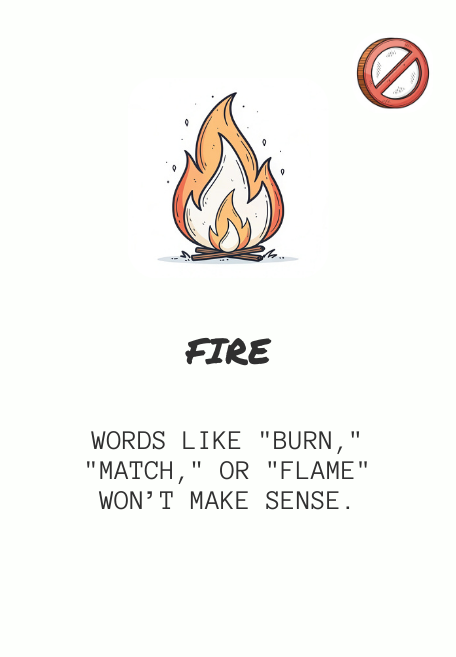 FIRE
WORDS LIKE "BURN,"
"MATCH," OR "FLAME"
WON’T MAKE SENSE.